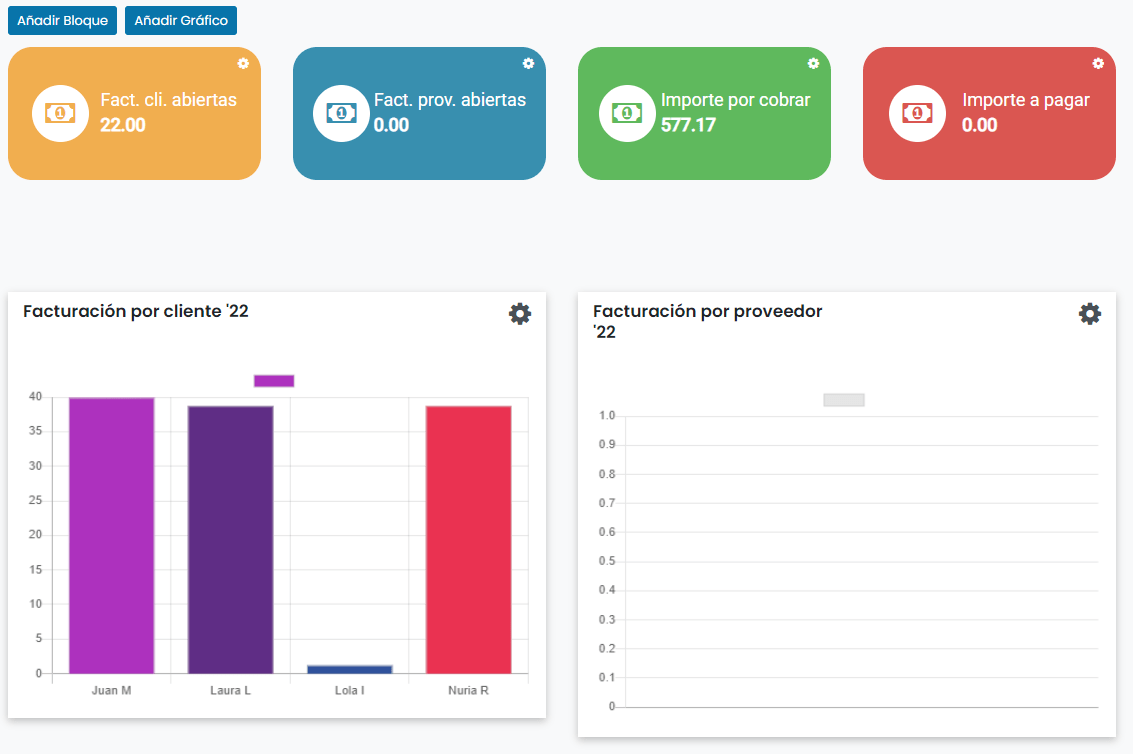 Añadir Bloque
Añadir Gráfico
Fact. cli. abiertas
22.00
Fact. prov. abiertas
0.00
Importe por cobrar
577.17
Importe a pagar
0.00
Facturación por cliente '22
40
35
30
25
20
15
10
5
0
Juan M
Laura L
Lola I
Nuria R
Facturación por proveedor
'22
1.0
0.9
0.8
0.7
0.6
0.5
0.4
0.3
0.2
0.1
0